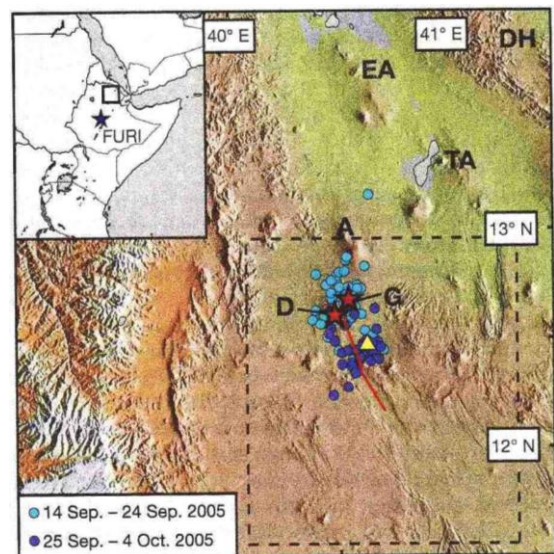 40° E
41° E
DH
EA
FURI
TA
13° N
A
D
G
12° N
14 Sep. – 24 Sep. 2005
25 Sep. – 4 Oct. 2005